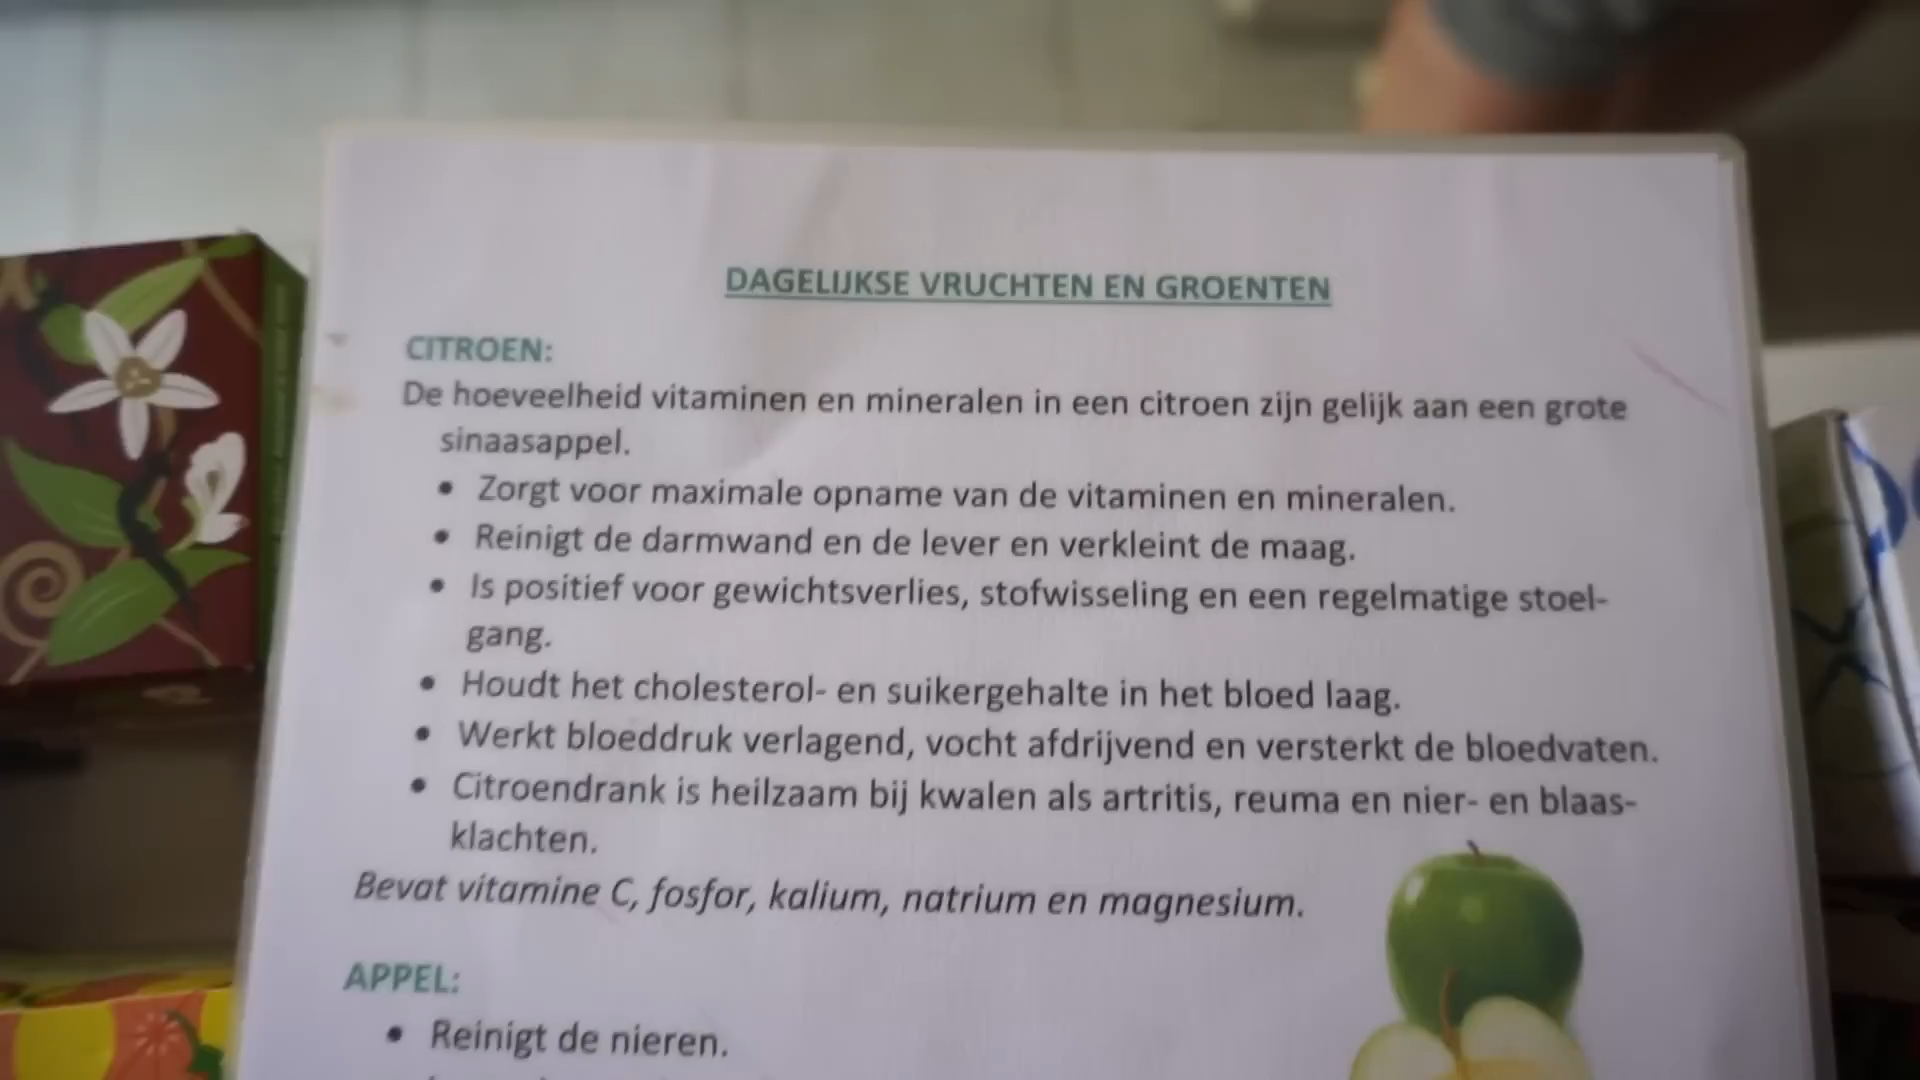 DAGELIJKSE VRUCHTEN EN GROENTEN
CITROEN:
De hoeveelheid vitaminen en mineralen in een citroen zijn gelijk aan een grote
sinaasappel.
• Zorgt voor maximale opname van de vitaminen en mineralen.
• Reinigt de darmwand en de lever en verkleint de maag.
• Is positief voor gewichtsverlies, stofwisseling en een regelmatige stoel-
gang.
• Houdt het cholesterol- en suikergehalte in het bloed laag.
• Werkt bloeddruk verlagend, vocht afdrijvend en versterkt de bloedvaten.
• Citroendrank is heilzaam bij kwalen als artritis, reuma en nier- en blaas-
klachten.
Bevat vitamine C, fosfor, kalium, natrium en magnesium.
APPEL:
• Reinigt de nieren.